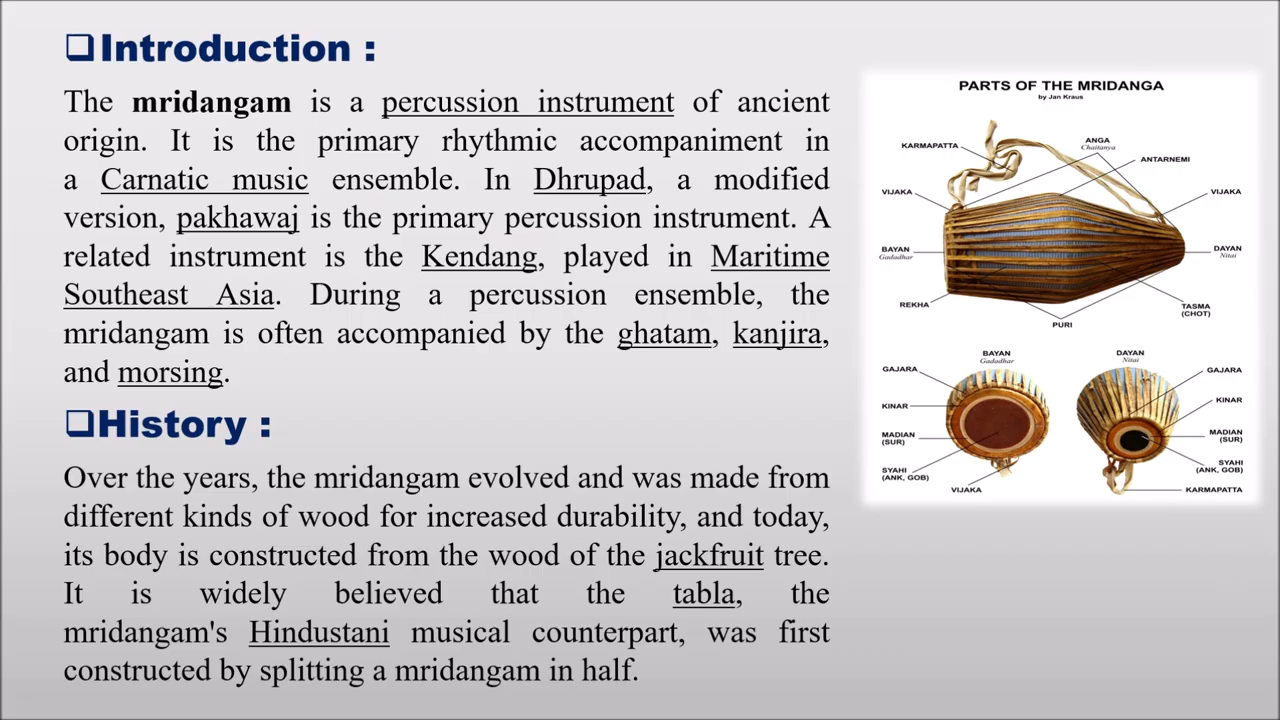 Introduction :
The mridangam is a percussion instrument of ancient
origin. It is the primary rhythmic accompaniment in
a Carnatic music ensemble. In Dhrupad, a modified
version, pakhawaj is the primary percussion instrument. A
related instrument is the Kendang, played in Maritime
Southeast Asia. During a percussion ensemble, the
mridangam is often accompanied by the ghatam, kanjira,
and morsing.
History :
Over the years, the mridangam evolved and was made from
different kinds of wood for increased durability, and today,
its body is constructed from the wood of the jackfruit tree.
It is widely believed that the tabla, the
mridangam's Hindustani musical counterpart, was first
constructed by splitting a mridangam in half.
PARTS OF THE MRIDANGA
by Jan Kraus
KARMAPATTA
ANGA
Chaitanya
ANTARNEMI
VIJAKA
VIJAKA
BAYAN
Gadadhar
DAYAN
Nitai
REKHA
TASMA
(CHOT)
PURI
BAYAN
Gadadhar
GAJARA
KINAR
MADIAN
(SUR)
SYAHI
(ANK, GOB)
VIJAKA
DAYAN
Nitai
GAJARA
KINAR
MADIAN
(SUR)
SYAHI
(ANK, GOB)
KARMAPATTA